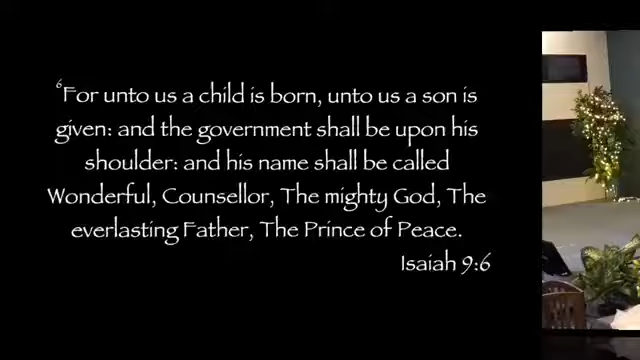 ⁶For unto us a child is born, unto us a son is
given: and the government shall be upon his
shoulder: and his name shall be called
Wonderful, Counsellor, The mighty God, The
everlasting Father, The Prince of Peace.
Isaiah 9:6